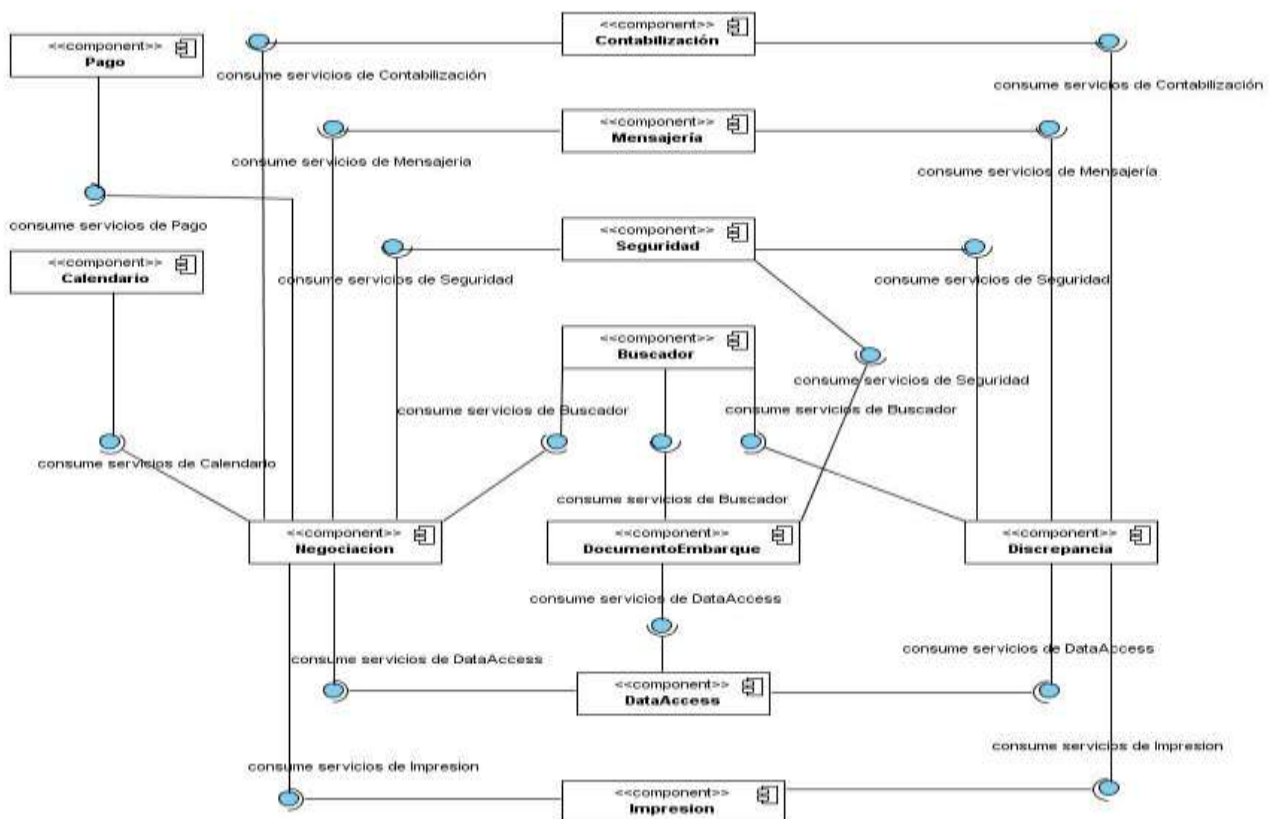 <<component>>
Contabilización
<<component>>
Pago
consume servicios de Contabilización
consume servicios de Contabilización
<<component>>
Mensajería
consume servicios de Mensajeria
consume servicios de Mensajería
consume servicios de Pago
<<component>>
Seguridad
<<component>>
Calendario
consume servicios de Seguridad
consume servicios de Seguridad
<<component>>
Buscador
consume servicios de Seguridad
consume servicios de Buscador
consume servicios de Buscador
consume servicios de Calendario
consume servicios de Buscador
<<component>>
Negociacion
<<component>>
DocumentoEmbarque
<<component>>
Discrepancia
consume servicios de DataAccess
consume servicios de DataAccess
consume servicios de DataAccess
<<component>>
DataAccess
consume servicios de Impresion
consume servicios de Impresion
<<component>>
Impresion